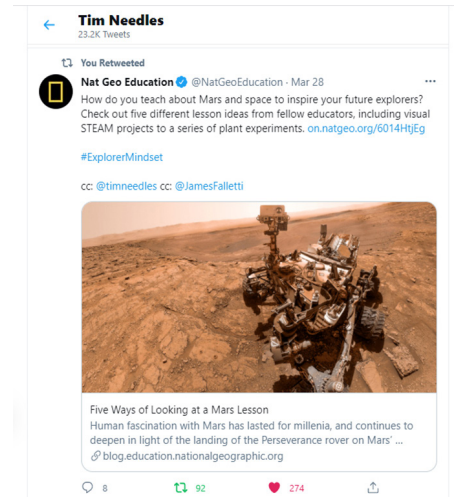 Tim Needles
23.2K Tweets
You Retweeted
Nat Geo Education @NatGeoEducation · Mar 28
How do you teach about Mars and space to inspire your future explorers?
Check out five different lesson ideas from fellow educators, including visual
STEAM projects to a series of plant experiments. on.natgeo.org/6014HtjEg
#ExplorerMindset
cc: @timneedles cc: @JamesFalletti
Five Ways of Looking at a Mars Lesson
Human fascination with Mars has lasted for millenia, and continues to
deepen in light of the landing of the Perseverance rover on Mars' ...
blog.education.nationalgeographic.org
8 92 274